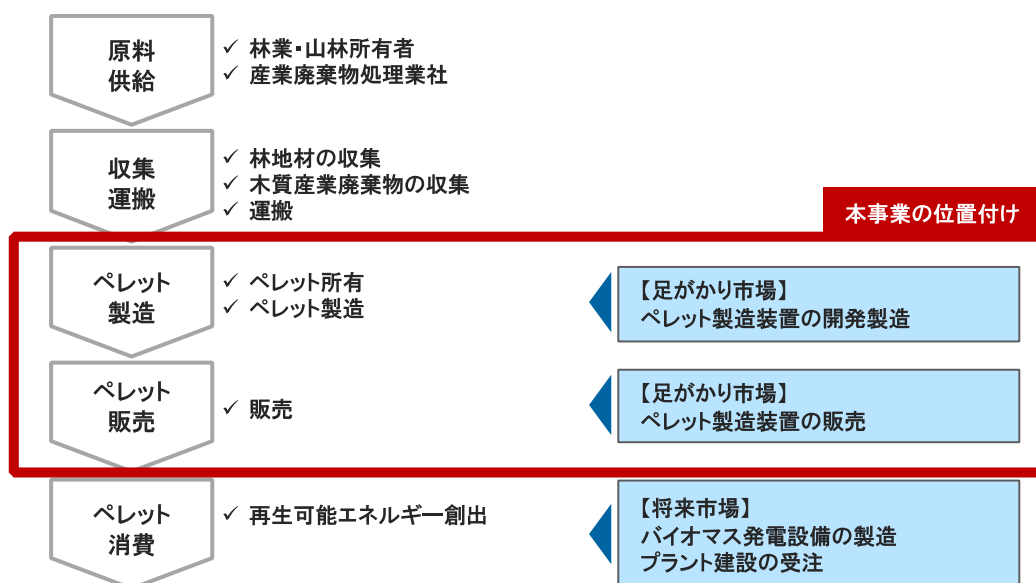 原料
供給
✓ 林業・山林所有者
✓ 産業廃棄物処理業社
収集
運搬
✓ 林地材の収集
✓ 木質産業廃棄物の収集
✓ 運搬
本事業の位置付け
ペレット
製造
✓ ペレット所有
✓ ペレット製造
【足がかり市場】
ペレット製造装置の開発製造
ペレット
販売
✓ 販売
【足がかり市場】
ペレット製造装置の販売
ペレット
消費
✓ 再生可能エネルギー創出
【将来市場】
バイオマス発電設備の製造
プラント建設の受注